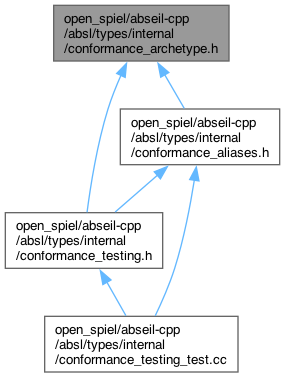 open_spiel/abseil-cpp
/absl/types/internal
/conformance_archetype.h
open_spiel/abseil-cpp
/absl/types/internal
/conformance_aliases.h
open_spiel/abseil-cpp
/absl/types/internal
/conformance_testing.h
open_spiel/abseil-cpp
/absl/types/internal
/conformance_testing_test.cc